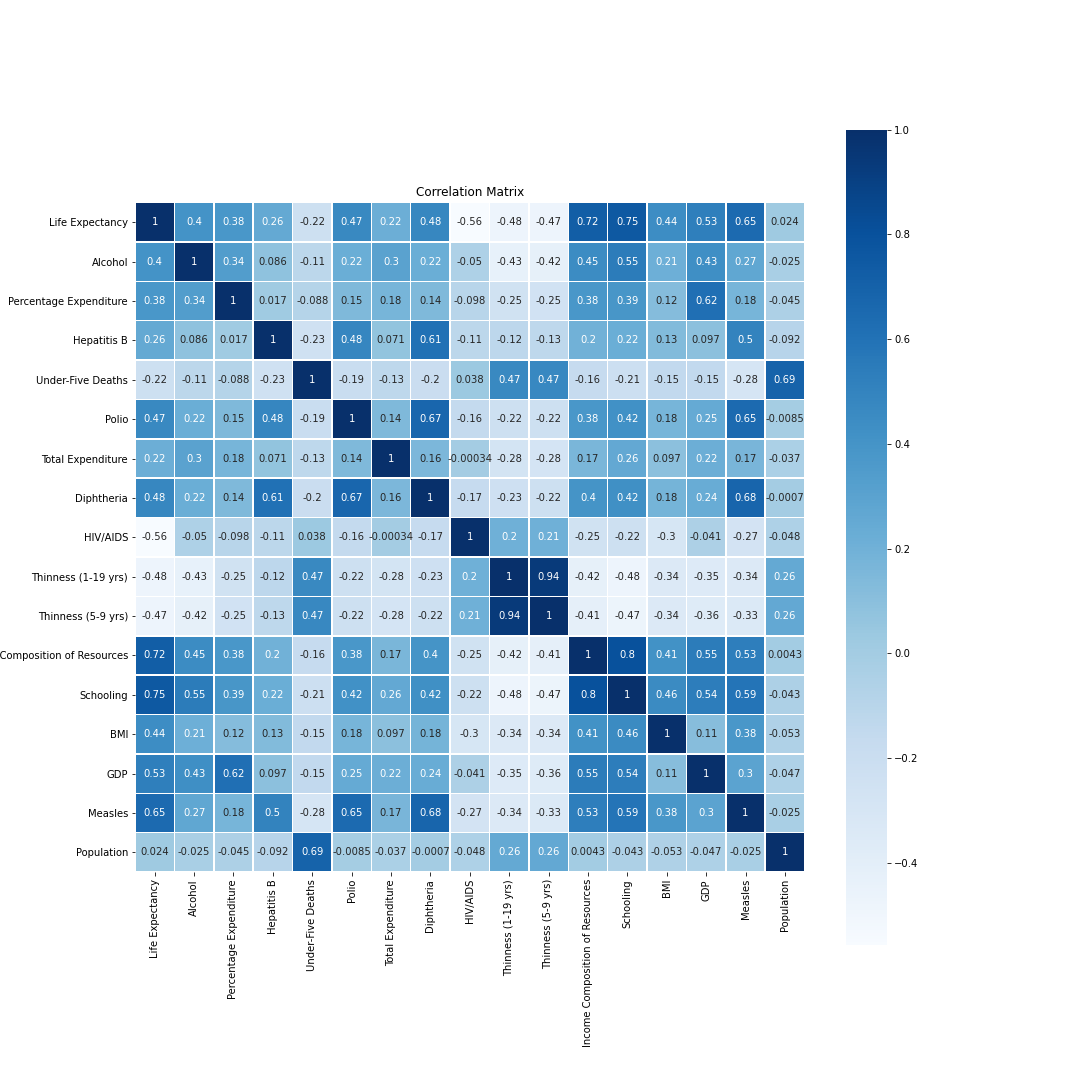 Correlation Matrix
1.0
Life Expectancy 1 0.4 0.38 0.26 -0.22 0.47 0.22 0.48 -0.56 -0.48 -0.47 0.72 0.75 0.44 0.53 0.65 0.024
0.8
Alcohol 0.4 1 0.34 0.086 -0.11 0.22 0.3 0.22 -0.05 -0.43 -0.42 0.45 0.55 0.21 0.43 0.27 -0.025
Percentage Expenditure 0.38 0.34 1 0.017 -0.088 0.15 0.18 0.14 -0.098 -0.25 -0.25 0.38 0.39 0.12 0.62 0.18 -0.045
0.6
Hepatitis B 0.26 0.086 0.017 1 -0.23 0.48 0.071 0.61 -0.11 -0.12 -0.13 0.2 0.22 0.13 0.097 0.5 -0.092
Under-Five Deaths -0.22 -0.11 -0.088 -0.23 1 -0.19 -0.13 -0.2 0.038 0.47 0.47 -0.16 -0.21 -0.15 -0.15 -0.28 0.69
Polio 0.47 0.22 0.15 0.48 -0.19 1 0.14 0.67 -0.16 -0.22 -0.22 0.38 0.42 0.18 0.25 0.65 -0.0085
0.4
Total Expenditure 0.22 0.3 0.18 0.071 -0.13 0.14 1 0.16 -0.00034 -0.28 -0.28 0.17 0.26 0.097 0.22 0.17 -0.037
Diphtheria 0.48 0.22 0.14 0.61 -0.2 0.67 0.16 1 -0.17 -0.23 -0.22 0.4 0.42 0.18 0.24 0.68 -0.0007
HIV/AIDS -0.56 -0.05 -0.098 -0.11 0.038 -0.16 -0.00034 -0.17 1 0.2 0.21 -0.25 -0.22 -0.3 -0.041 -0.27 -0.048
0.2
Thinness (1-19 yrs) -0.48 -0.43 -0.25 -0.12 0.47 -0.22 -0.28 -0.23 0.2 1 0.94 -0.42 -0.48 -0.34 -0.35 -0.34 0.26
Thinness (5-9 yrs) -0.47 -0.42 -0.25 -0.13 0.47 -0.22 -0.28 -0.22 0.21 0.94 1 -0.41 -0.47 -0.34 -0.36 -0.33 0.26
Composition of Resources 0.72 0.45 0.38 0.2 -0.16 0.38 0.17 0.4 -0.25 -0.42 -0.41 1 0.8 0.41 0.55 0.53 0.0043
0.0
Schooling 0.75 0.55 0.39 0.22 -0.21 0.42 0.26 0.42 -0.22 -0.48 -0.47 0.8 1 0.46 0.54 0.59 -0.043
BMI 0.44 0.21 0.12 0.13 -0.15 0.18 0.097 0.18 -0.3 -0.34 -0.34 0.41 0.46 1 0.11 0.38 -0.053
−0.2
GDP 0.53 0.43 0.62 0.097 -0.15 0.25 0.22 0.24 -0.041 -0.35 -0.36 0.55 0.54 0.11 1 0.3 -0.047
Measles 0.65 0.27 0.18 0.5 -0.28 0.65 0.17 0.68 -0.27 -0.34 -0.33 0.53 0.59 0.38 0.3 1 -0.025
Population 0.024 -0.025 -0.045 -0.092 0.69 -0.0085 -0.037 -0.0007 -0.048 0.26 0.26 0.0043 -0.043 -0.053 -0.047 -0.025 1
−0.4
Life Expectancy
Alcohol
Percentage Expenditure
Hepatitis B
Under-Five Deaths
Polio
Total Expenditure
Diphtheria
HIV/AIDS
Thinness (1-19 yrs)
Thinness (5-9 yrs)
Income Composition of Resources
Schooling
BMI
GDP
Measles
Population